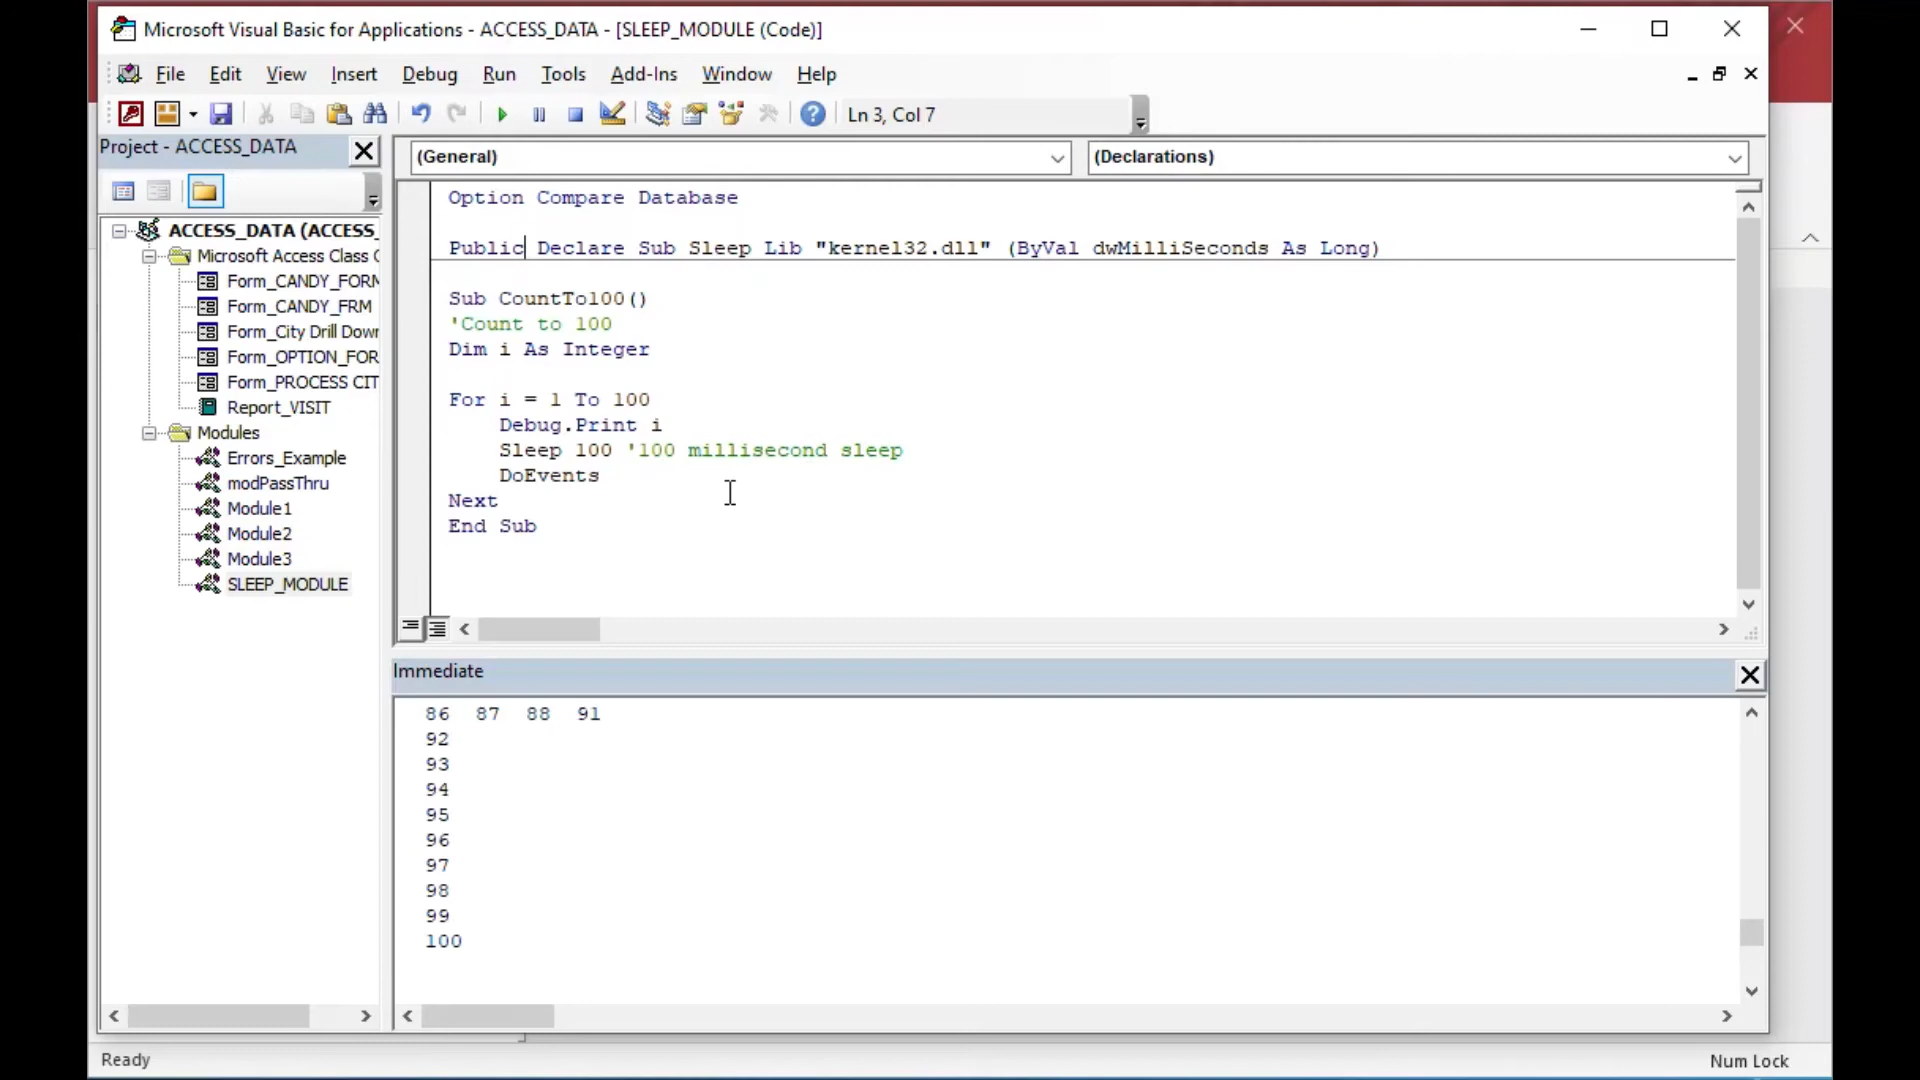 Microsoft Visual Basic for Applications - ACCESS_DATA - [SLEEP_MODULE (Code)]
File Edit View Insert Debug Run Tools Add-Ins Window Help
Ln 3, Col 7
Project - ACCESS_DATA
ACCESS_DATA (ACCESS_
Microsoft Access Class
Form_CANDY_FORM
Form_CANDY_FRM
Form_City Drill Down
Form_OPTION_FOR
Form_PROCESS CIT
Report_VISIT
Modules
Errors_Example
modPassThru
Module1
Module2
Module3
SLEEP_MODULE
(General)
(Declarations)
Option Compare Database
Public Declare Sub Sleep Lib "kernel32.dll" (ByVal dwMilliSeconds As Long)
Sub CountTo100()
'Count to 100
Dim i As Integer
For i = 1 To 100
Debug.Print i
Sleep 100 '100 millisecond sleep
DoEvents
Next
End Sub
Immediate
86 87 88 91
92
93
94
95
96
97
98
99
100
Ready
Num Lock